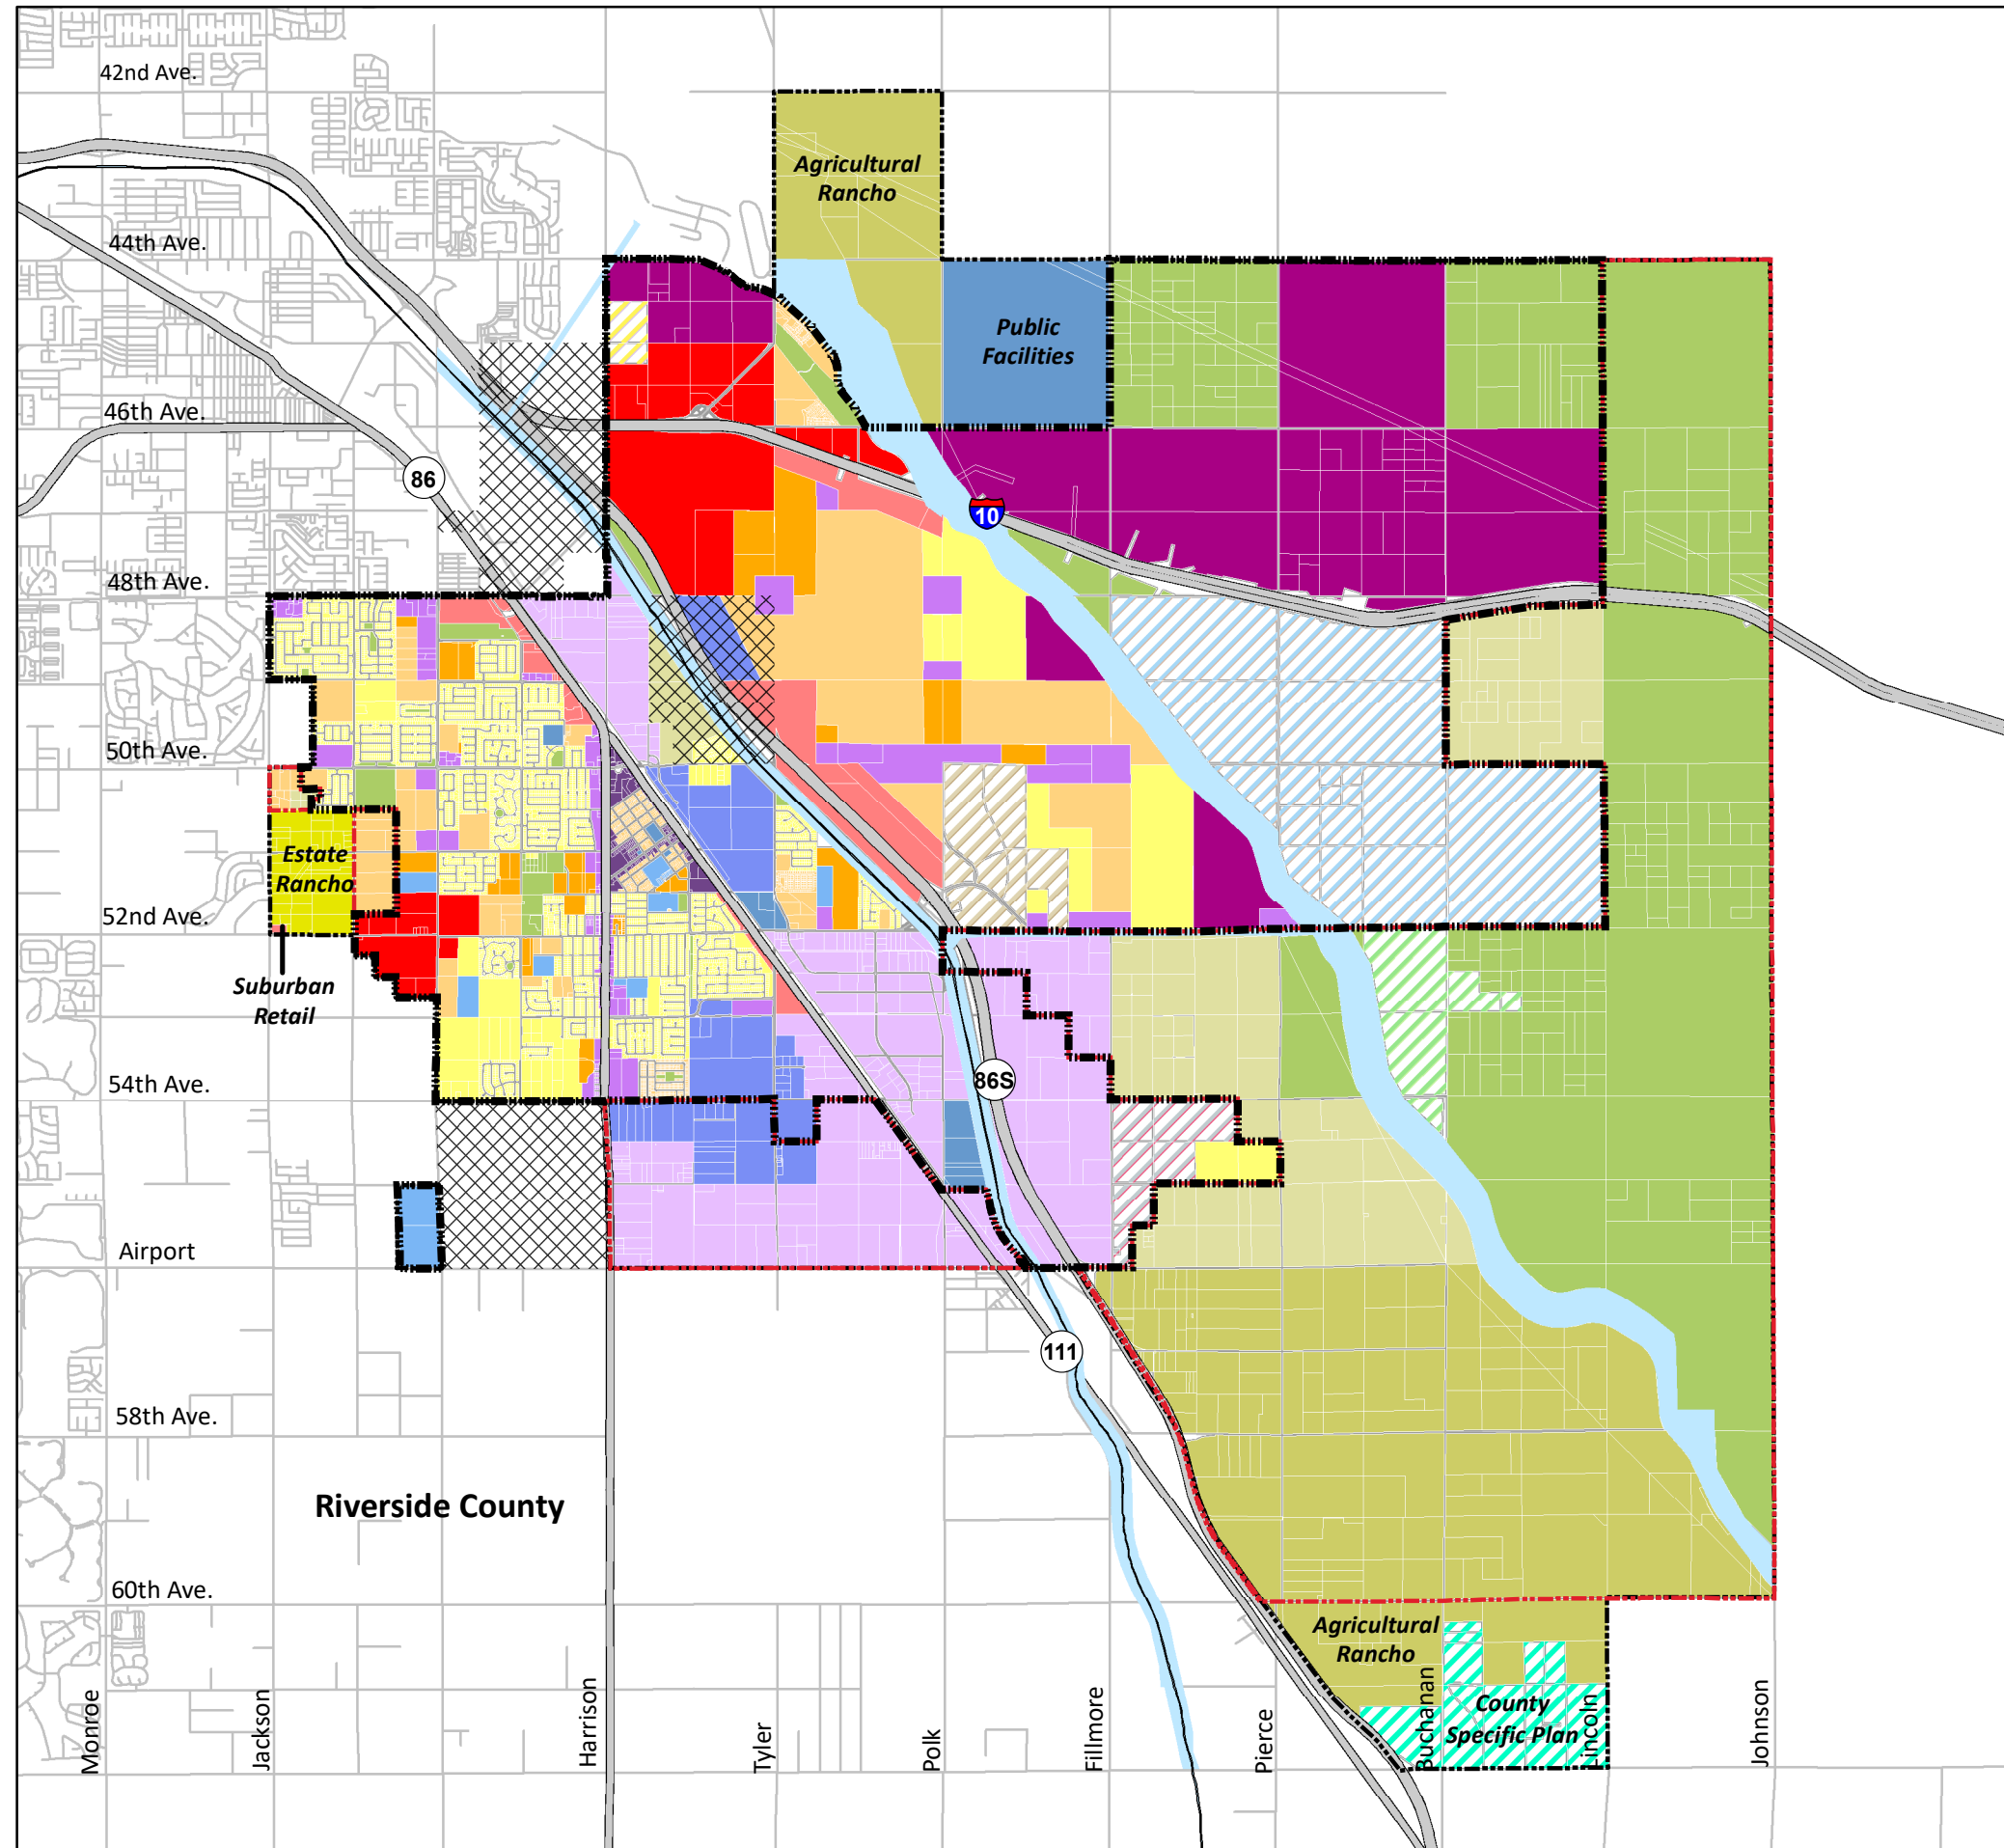 42nd Ave.
Agricultural
Rancho
44th Ave.
Public
Facilities
46th Ave.
86
10
48th Ave.
50th Ave.
Estate
Rancho
52nd Ave.
Suburban
Retail
54th Ave.
86S
Airport
111
58th Ave.
Riverside County
60th Ave.
Agricultural
Rancho
County
Specific Plan
Monroe
Jackson
Harrison
Tyler
Polk
Fillmore
Pierce
Buchanan
Lincoln
Johnson